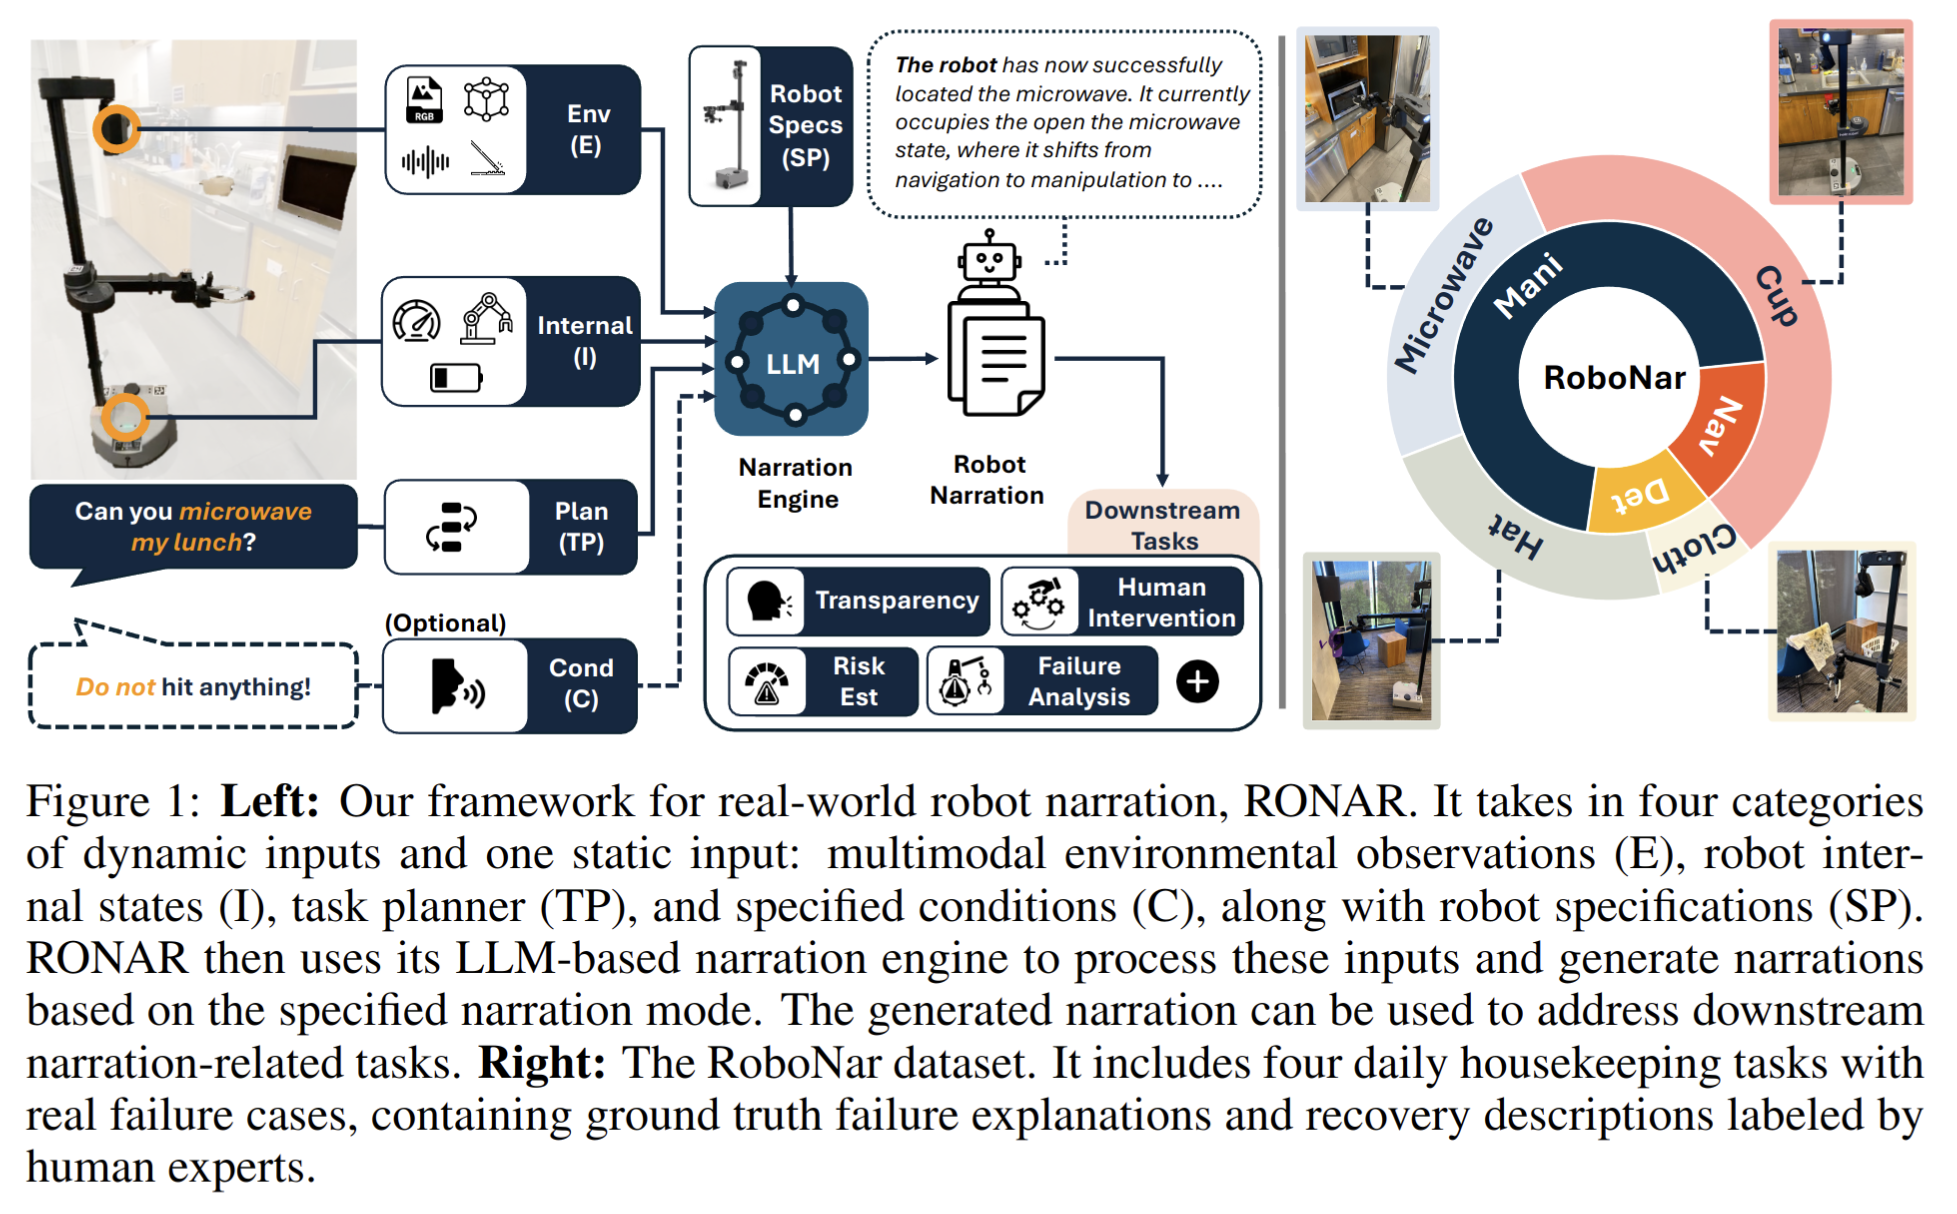 RGB
Env
(E)
Robot
Specs
(SP)
The robot has now successfully
located the microwave. It currently
occupies the open the microwave
state, where it shifts from
navigation to manipulation to ....
Internal
(I)
LLM
Narration
Engine
Robot
Narration
Can you microwave
my lunch?
Plan
(TP)
(Optional)
Do not hit anything!
Cond
(C)
Downstream
Tasks
Transparency
Human
Intervention
Risk
Est
Failure
Analysis
Microwave
Mani
Cup
RoboNar
Nav
Det
Hat
Cloth
Figure 1: Left: Our framework for real-world robot narration, RONAR. It takes in four categories
of dynamic inputs and one static input: multimodal environmental observations (E), robot inter-
nal states (I), task planner (TP), and specified conditions (C), along with robot specifications (SP).
RONAR then uses its LLM-based narration engine to process these inputs and generate narrations
based on the specified narration mode. The generated narration can be used to address downstream
narration-related tasks. Right: The RoboNar dataset. It includes four daily housekeeping tasks with
real failure cases, containing ground truth failure explanations and recovery descriptions labeled by
human experts.